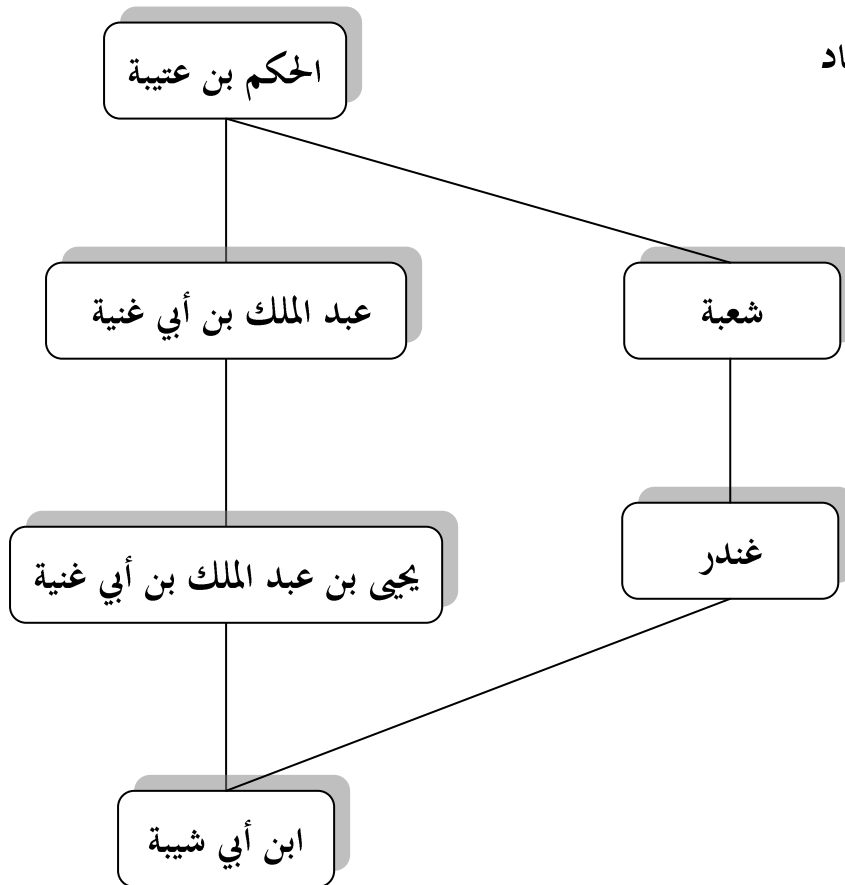 الحكم بن عتيبة
شعبة
عبد الملك بن أبي غنية
غندر
يحيى بن عبد الملك بن أبي غنية
ابن أبي شيبة